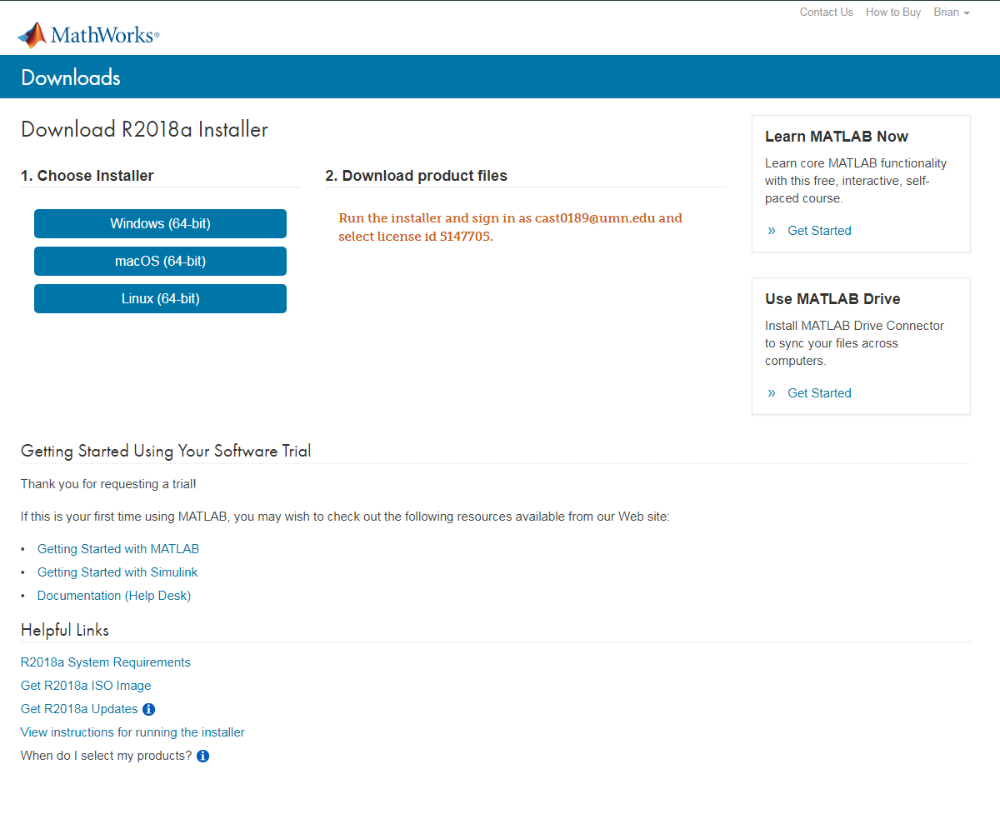 Contact Us How to Buy Brian
MathWorks®
Downloads
Download R2018a Installer
1. Choose Installer
Windows (64-bit)
macOS (64-bit)
Linux (64-bit)
2. Download product files
Run the installer and sign in as cast0189@umn.edu and
select license id 5147705.
Learn MATLAB Now
Learn core MATLAB functionality
with this free, interactive, self-
paced course.
» Get Started
Use MATLAB Drive
Install MATLAB Drive Connector
to sync your files across
computers.
» Get Started
Getting Started Using Your Software Trial
Thank you for requesting a trial!
If this is your first time using MATLAB, you may wish to check out the following resources available from our Web site:
• Getting Started with MATLAB
• Getting Started with Simulink
• Documentation (Help Desk)
Helpful Links
R2018a System Requirements
Get R2018a ISO Image
Get R2018a Updates i
View instructions for running the installer
When do I select my products? i